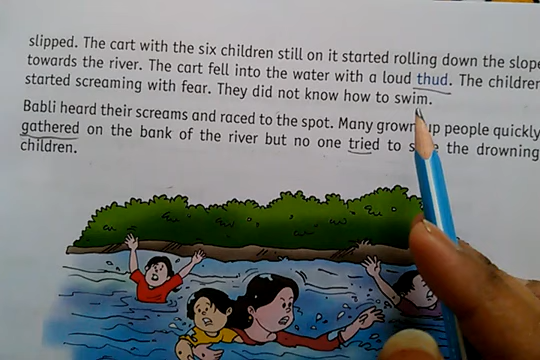 slipped. The cart with the six children still on it started rolling down the slope
towards the river. The cart fell into the water with a loud thud. The children
started screaming with fear. They did not know how to swim.
Babli heard their screams and raced to the spot. Many grown up people quickly
gathered on the bank of the river but no one tried to the drowning
children.